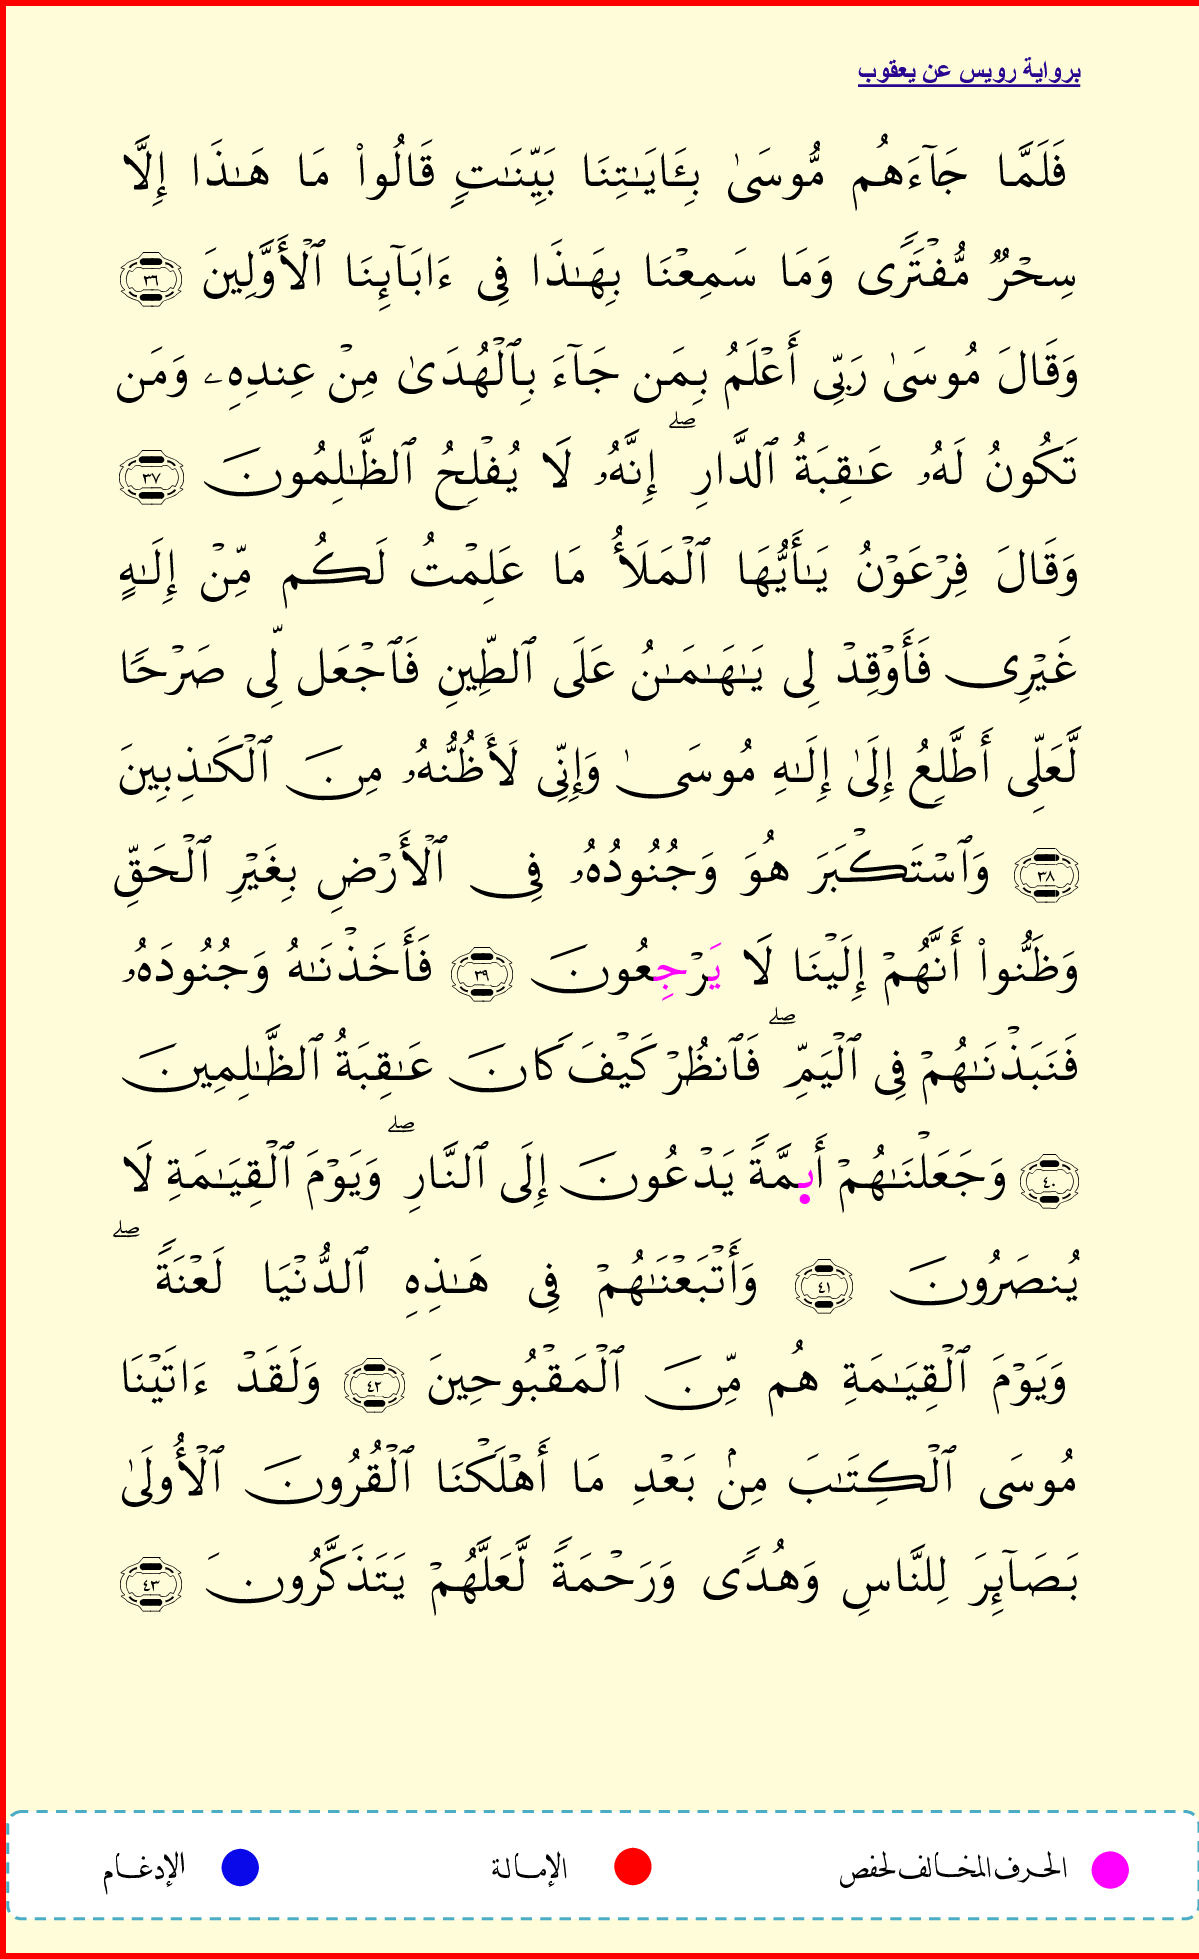 برواية رويس عن يعقوب
فَلَمَّا جَآءَهُم مُّوسَىٰ بِـَٔايَـٰتِنَا بَيِّنَـٰتٍ قَالُوا۟ مَا هَـٰذَا إِلَّا
سِحْرٌ مُّفْتَرًى وَمَا سَمِعْنَا بِهَـٰذَا فِى ءَابَآئِنَا ٱلْأَوَّلِينَ ٣٦
وَقَالَ مُوسَىٰ رَبِّى أَعْلَمُ بِمَن جَآءَ بِٱلْهُدَىٰ مِنْ عِندِهِۦ وَمَن
تَكُونُ لَهُۥ عَـٰقِبَةُ ٱلدَّارِ ۖ إِنَّهُۥ لَا يُفْلِحُ ٱلظَّـٰلِمُونَ ٣٧
وَقَالَ فِرْعَوْنُ يَـٰٓأَيُّهَا ٱلْمَلَأُ مَا عَلِمْتُ لَكُم مِّنْ إِلَـٰهٍ
غَيْرِى فَأَوْقِدْ لِى يَـٰهَـٰمَـٰنُ عَلَى ٱلطِّينِ فَٱجْعَل لِّى صَرْحًا
لَّعَلِّى أَطَّلِعُ إِلَىٰ إِلَـٰهِ مُوسَىٰ وَإِنِّى لَأَظُنُّهُۥ مِنَ ٱلْكَـٰذِبِينَ
٣٨ وَٱسْتَكْبَرَ هُوَ وَجُنُودُهُۥ فِى ٱلْأَرْضِ بِغَيْرِ ٱلْحَقِّ
وَظَنُّوا۟ أَنَّهُمْ إِلَيْنَا لَا يَرْجِعُونَ ٣٩ فَأَخَذْنَـٰهُ وَجُنُودَهُۥ
فَنَبَذْنَـٰهُمْ فِى ٱلْيَمِّ ۖ فَٱنظُرْ كَيْفَ كَانَ عَـٰقِبَةُ ٱلظَّـٰلِمِينَ
٤٠ وَجَعَلْنَـٰهُمْ أَىِٕمَّةً يَدْعُونَ إِلَى ٱلنَّارِ ۖ وَيَوْمَ ٱلْقِيَـٰمَةِ لَا
يُنصَرُونَ ٤١ وَأَتْبَعْنَـٰهُمْ فِى هَـٰذِهِ ٱلدُّنْيَا لَعْنَةً ۖ
وَيَوْمَ ٱلْقِيَـٰمَةِ هُم مِّنَ ٱلْمَقْبُوحِينَ ٤٢ وَلَقَدْ ءَاتَيْنَا
مُوسَى ٱلْكِتَـٰبَ مِنۢ بَعْدِ مَا أَهْلَكْنَا ٱلْقُرُونَ ٱلْأُولَىٰ
بَصَآئِرَ لِلنَّاسِ وَهُدًى وَرَحْمَةً لَّعَلَّهُمْ يَتَذَكَّرُونَ ٤٣
الحرف المخالف لحفص الإمالة الإدغام